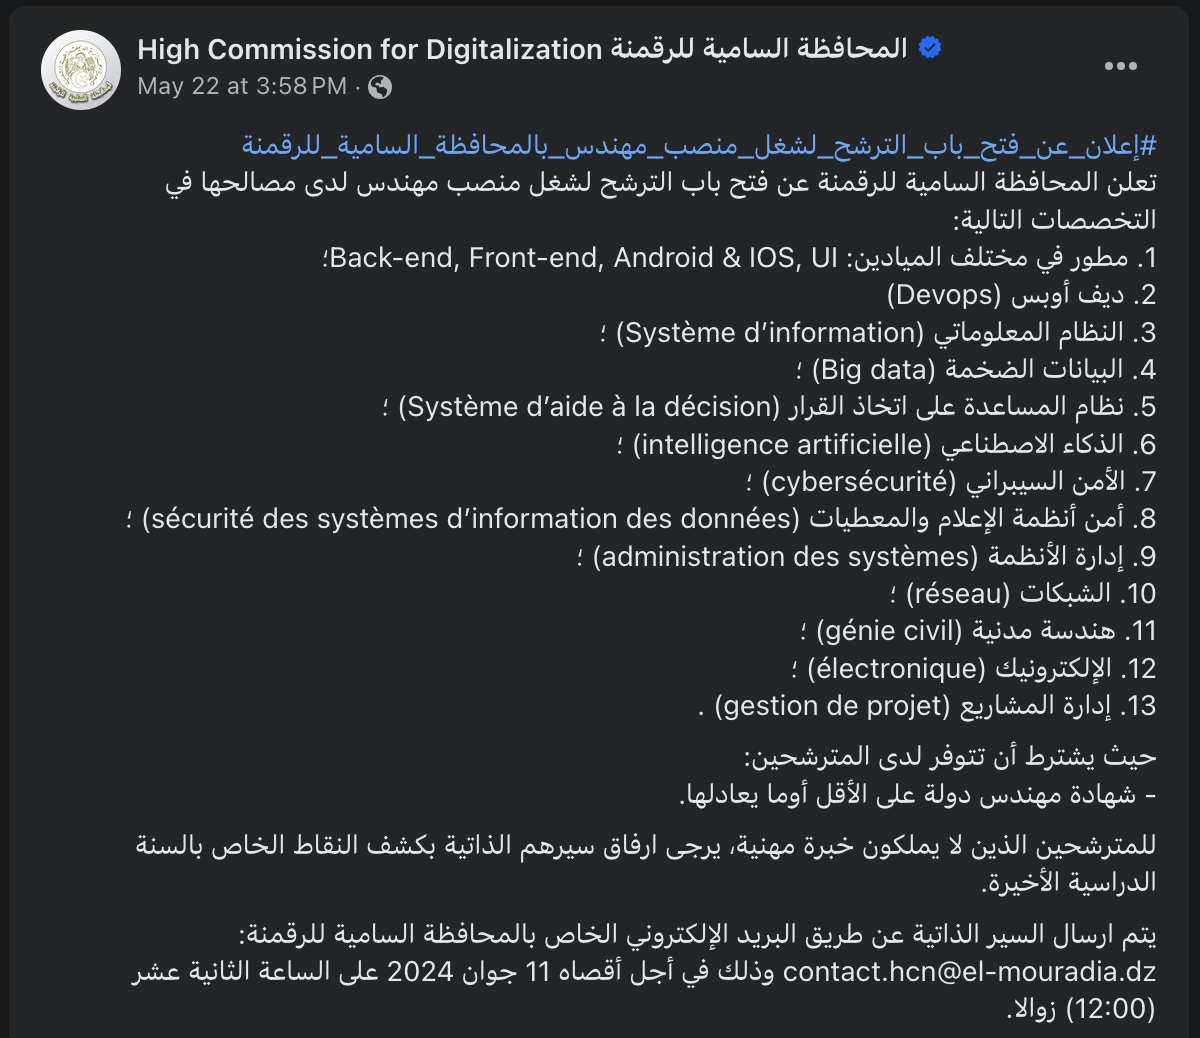 High Commission for Digitalization المحافظة السامية للرقمنة
May 22 at 3:58 PM ·
#إعلان_عن_فتح_باب_الترشح_لشغل_منصب_مهندس_بالمحافظة_السامية_للرقمنة
تعلن المحافظة السامية للرقمنة عن فتح باب الترشح لشغل منصب مهندس لدى مصالحها في
التخصصات التالية:
1. مطور في مختلف الميادين: Back-end, Front-end, Android & IOS, UI؛
2. ديف أوبس (Devops)
3. النظام المعلوماتي (Système d’information) ؛
4. البيانات الضخمة (Big data) ؛
5. نظام المساعدة على اتخاذ القرار (Système d’aide à la décision) ؛
6. الذكاء الاصطناعي (intelligence artificielle) ؛
7. الأمن السيبراني (cybersécurité) ؛
8. أمن أنظمة الإعلام والمعطيات (sécurité des systèmes d’information des données) ؛
9. إدارة الأنظمة (administration des systèmes) ؛
10. الشبكات (réseau) ؛
11. هندسة مدنية (génie civil) ؛
12. الإلكترونيك (électronique) ؛
13. إدارة المشاريع (gestion de projet) .
حيث يشترط أن تتوفر لدى المترشحين:
- شهادة مهندس دولة على الأقل أوما يعادلها.
للمترشحين الذين لا يملكون خبرة مهنية، يرجى ارفاق سيرهم الذاتية بكشف النقاط الخاص بالسنة
الدراسية الأخيرة.
يتم ارسال السير الذاتية عن طريق البريد الإلكتروني الخاص بالمحافظة السامية للرقمنة:
contact.hcn@el-mouradia.dz وذلك في أجل أقصاه 11 جوان 2024 على الساعة الثانية عشر
(12:00) زوالا.